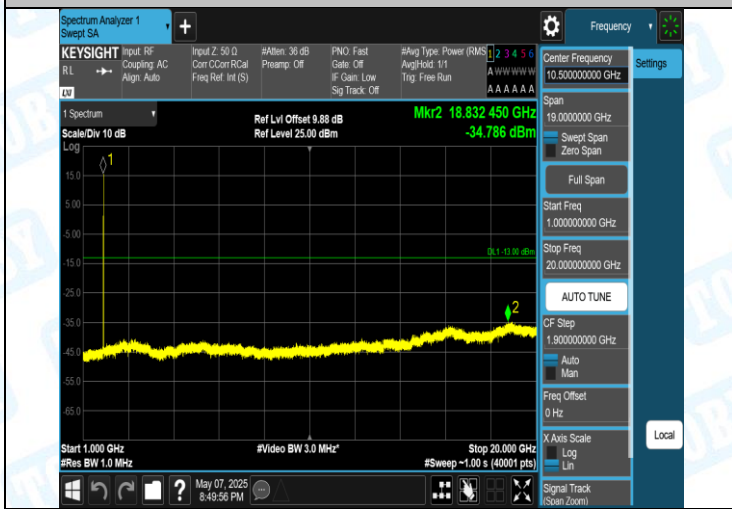 Spectrum Analyzer 1
Swept SA
+
Frequency
KEYSIGHT
RL
LXI
Input: RF
Coupling: AC
Align: Auto
Input Z: 50 Ω
Corr CCorr RCal
Freq Ref: Int (S)
#Atten: 36 dB
Preamp: Off
PNO: Fast
Gate: Off
IF Gain: Low
Sig Track: Off
#Avg Type: Power (RMS
Avg|Hold: 1/1
Trig: Free Run
1 2 3 4 5 6
A W W W W W
A A A A A A
1 Spectrum
Scale/Div 10 dB
Log
Ref Lvl Offset 9.88 dB
Ref Level 25.00 dBm
Mkr2 18.832 450 GHz
-34.786 dBm
1
15.0
5.00
-5.00
DL1 -13.00 dBm
-15.0
-25.0
2
-35.0
-45.0
-55.0
-65.0
Start 1.000 GHz
#Video BW 3.0 MHz*
Stop 20.000 GHz
#Res BW 1.0 MHz
#Sweep ~1.00 s (40001 pts)
?
May 07, 2025
8:49:56 PM
Center Frequency
10.500000000 GHz
Settings
Span
19.0000000 GHz
Swept Span
Zero Span
Full Span
Start Freq
1.000000000 GHz
Stop Freq
20.000000000 GHz
AUTO TUNE
CF Step
1.900000000 GHz
Auto
Man
Freq Offset
0 Hz
X Axis Scale
Log
Lin
Local
Signal Track
(Span Zoom)